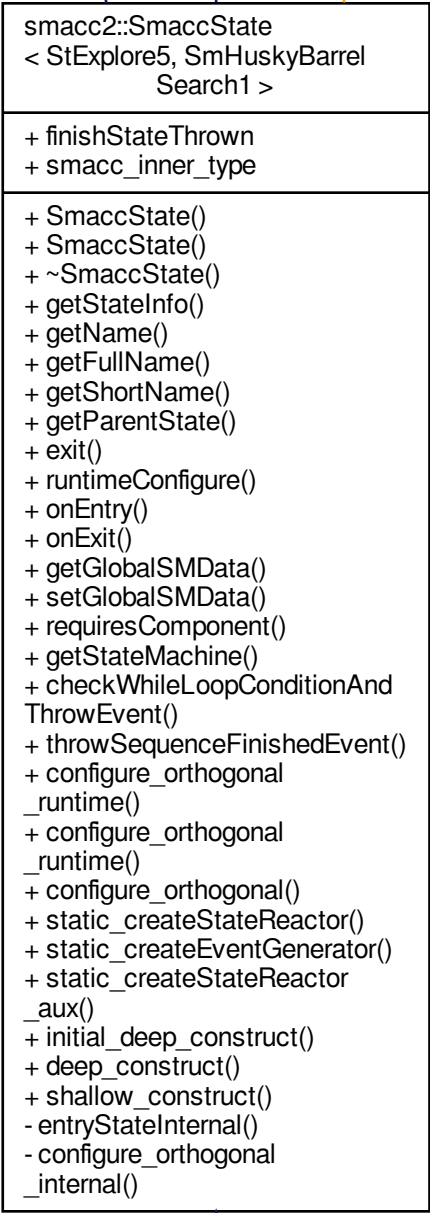 smacc2::SmaccState
< StExplore5, SmHuskyBarrel
Search1 >
+ finishStateThrown
+ smacc_inner_type
+ SmaccState()
+ SmaccState()
+ ~SmaccState()
+ getStateInfo()
+ getName()
+ getFullName()
+ getShortName()
+ getParentState()
+ exit()
+ runtimeConfigure()
+ onEntry()
+ onExit()
+ getGlobalSMData()
+ setGlobalSMData()
+ requiresComponent()
+ getStateMachine()
+ checkWhileLoopConditionAnd
ThrowEvent()
+ throwSequenceFinishedEvent()
+ configure_orthogonal
_runtime()
+ configure_orthogonal
_runtime()
+ configure_orthogonal()
+ static_createStateReactor()
+ static_createEventGenerator()
+ static_createStateReactor
_aux()
+ initial_deep_construct()
+ deep_construct()
+ shallow_construct()
- entryStateInternal()
- configure_orthogonal
_internal()